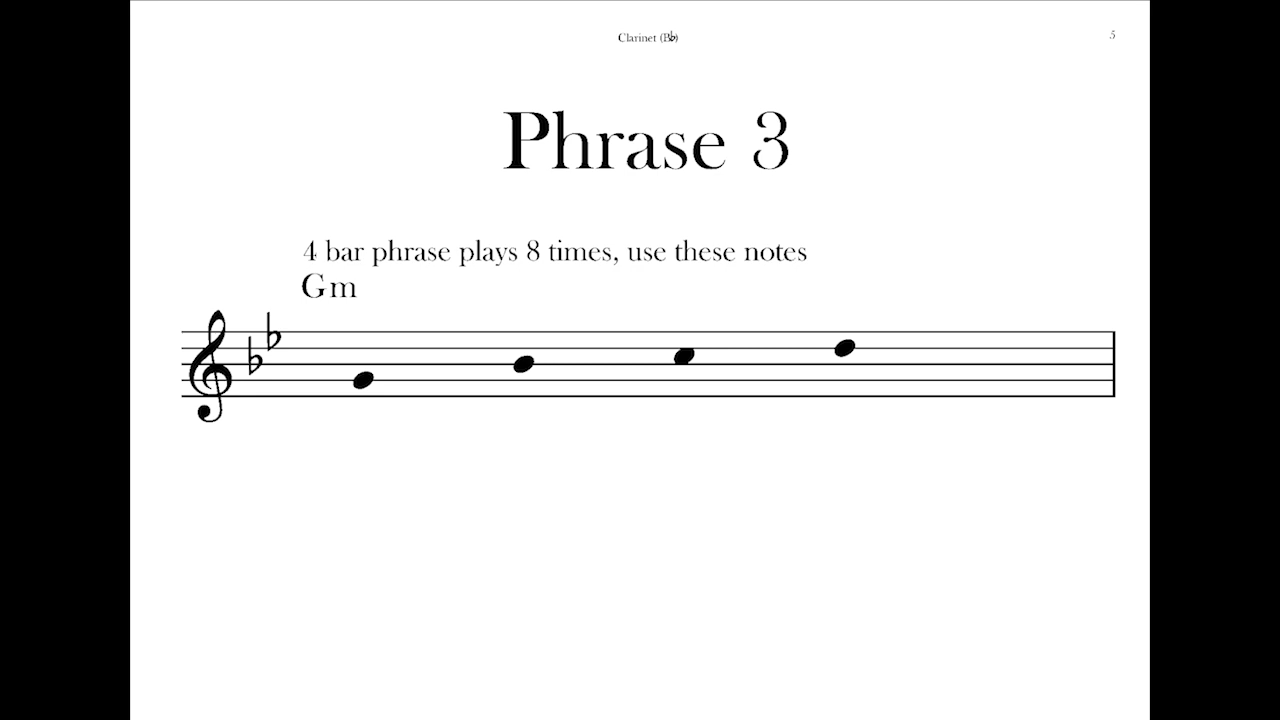 Clarinet (B♭)
5
Phrase 3
4 bar phrase plays 8 times, use these notes
Gm